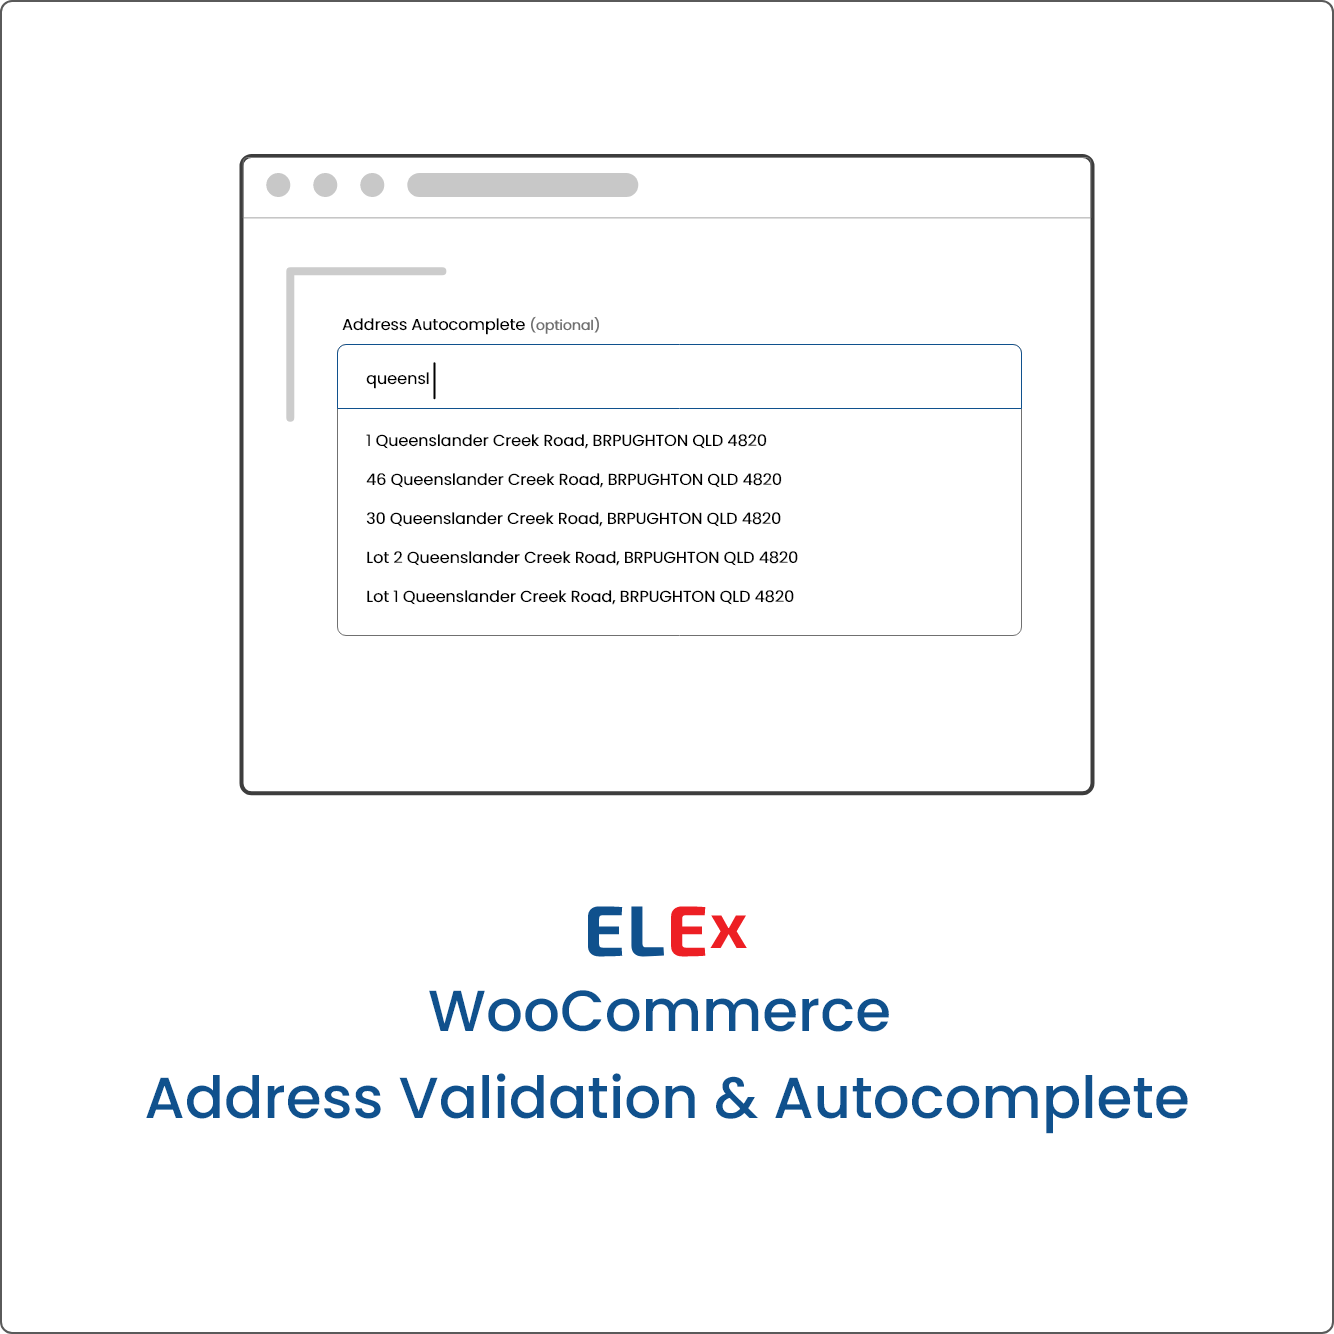 Address Autocomplete (optional)
queensl
1 Queenslander Creek Road, BRPUGHTON QLD 4820
46 Queenslander Creek Road, BRPUGHTON QLD 4820
30 Queenslander Creek Road, BRPUGHTON QLD 4820
Lot 2 Queenslander Creek Road, BRPUGHTON QLD 4820
Lot 1 Queenslander Creek Road, BRPUGHTON QLD 4820
ELEX
WooCommerce
Address Validation & Autocomplete